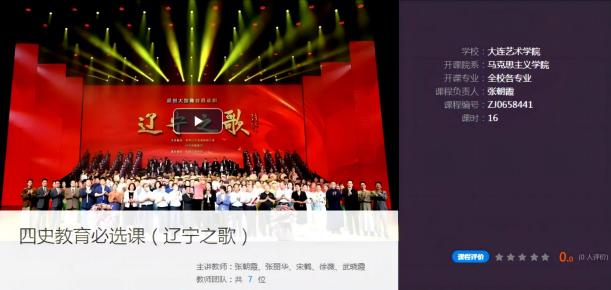 辽宁之歌
四史教育必选课（辽宁之歌）
主讲教师：张朝霞、张丽华、宋鹤、徐薇、武晓霞
教师团队：共 7 位
学校：大连艺术学院
开课院系：马克思主义学院
开课专业：全校各专业
课程负责人：张朝霞
课程编号：ZJ0658441
课时：16
课程评价
0.0
(0 人评价)